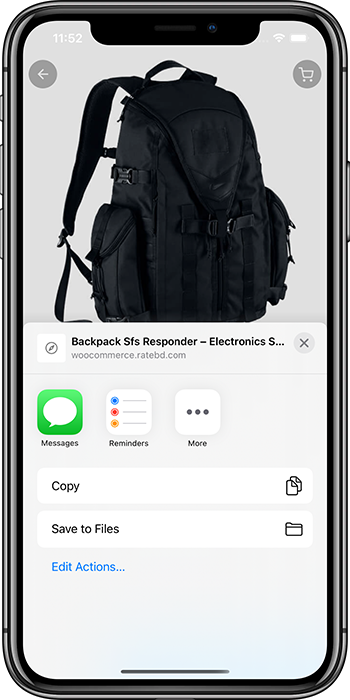 11:52
Backpack Sfs Responder – Electronics S...
woocommerce.ratebd.com
Messages
Reminders
More
Copy
Save to Files
Edit Actions...